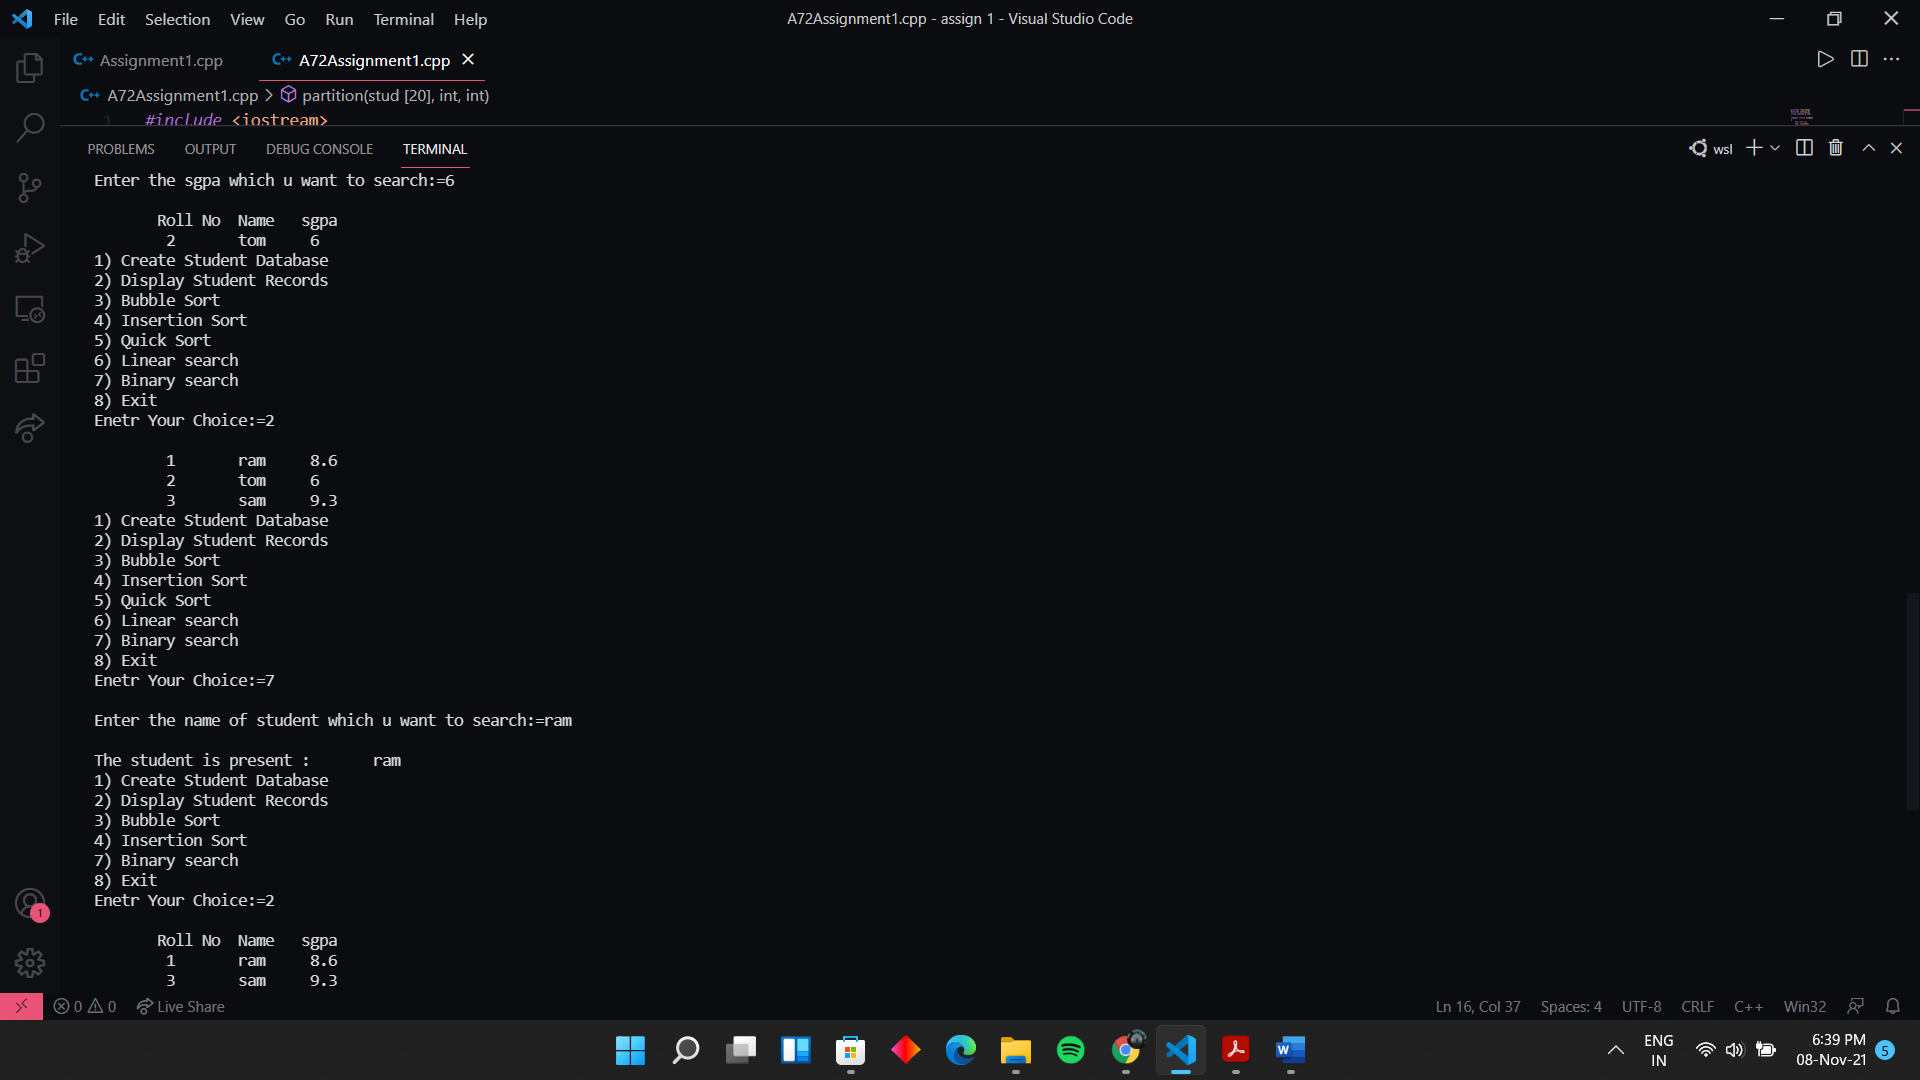 File Edit Selection View Go Run Terminal Help
A72Assignment1.cpp - assign 1 - Visual Studio Code
C++ Assignment1.cpp
C++ A72Assignment1.cpp
C++ A72Assignment1.cpp > partition(stud [20], int, int)
1 #include <iostream>
PROBLEMS OUTPUT DEBUG CONSOLE TERMINAL
wsl
Enter the sgpa which u want to search:=6
Roll No Name sgpa
2 tom 6
1) Create Student Database
2) Display Student Records
3) Bubble Sort
4) Insertion Sort
5) Quick Sort
6) Linear search
7) Binary search
8) Exit
Enetr Your Choice:=2
1 ram 8.6
2 tom 6
3 sam 9.3
1) Create Student Database
2) Display Student Records
3) Bubble Sort
4) Insertion Sort
5) Quick Sort
6) Linear search
7) Binary search
8) Exit
Enetr Your Choice:=7
Enter the name of student which u want to search:=ram
The student is present : ram
1) Create Student Database
2) Display Student Records
3) Bubble Sort
4) Insertion Sort
7) Binary search
8) Exit
Enetr Your Choice:=2
Roll No Name sgpa
1 ram 8.6
3 sam 9.3
1
0 0 Live Share
Ln 16, Col 37 Spaces: 4 UTF-8 CRLF C++ Win32
W
ENG
IN
6:39 PM
08-Nov-21
5